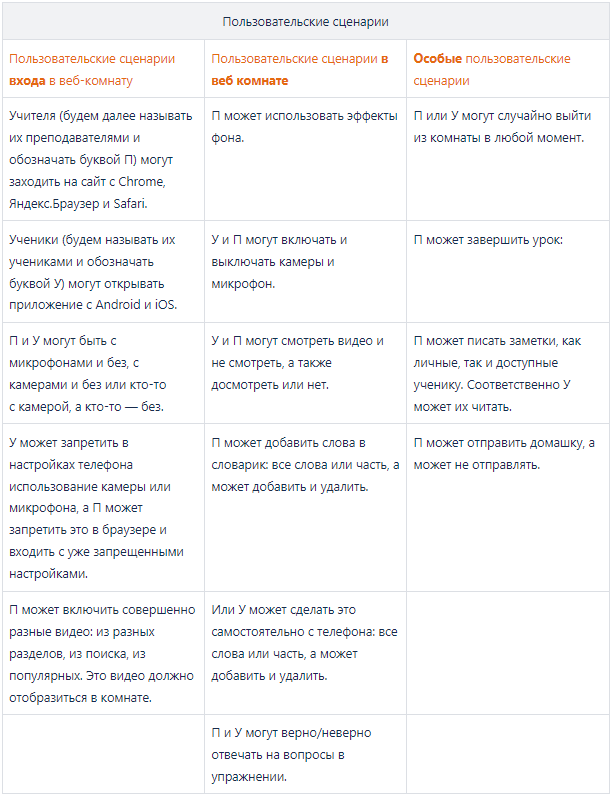 Пользовательские сценарии
Пользовательские сценарии
входа в веб-комнату
Пользовательские сценарии в
веб комнате
Особые пользовательские
сценарии
Учителя (будем далее называть
их преподавателями и
обозначать буквой П) могут
заходить на сайт с Chrome,
Яндекс.Браузер и Safari.
П может использовать эффекты
фона.
П или У могут случайно выйти
из комнаты в любой момент.
Ученики (будем называть их
учениками и обозначать
буквой У) могут открывать
приложение с Android и iOS.
У и П могут включать и
выключать камеры и
микрофон.
П может завершить урок:
П и У могут быть с
микрофонами и без, с
камерами и без или кто-то
с камерой, а кто-то — без.
У и П могут смотреть видео и
не смотреть, а также
досмотреть или нет.
П может писать заметки, как
личные, так и доступные
ученику. Соответственно У
может их читать.
У может запретить в
настройках телефона
использование камеры или
микрофона, а П может
запретить это в браузере и
входить с уже запрещенными
настройками.
П может добавить слова в
словарик: все слова или часть, а
может добавить и удалить.
П может отправить домашку, а
может не отправлять.
П может включить совершенно
разные видео: из разных
разделов, из поиска, из
популярных. Это видео должно
отобразиться в комнате.
Или У может сделать это
самостоятельно с телефона: все
слова или часть, а может
добавить и удалить.
П и У могут верно/неверно
отвечать на вопросы в
упражнении.